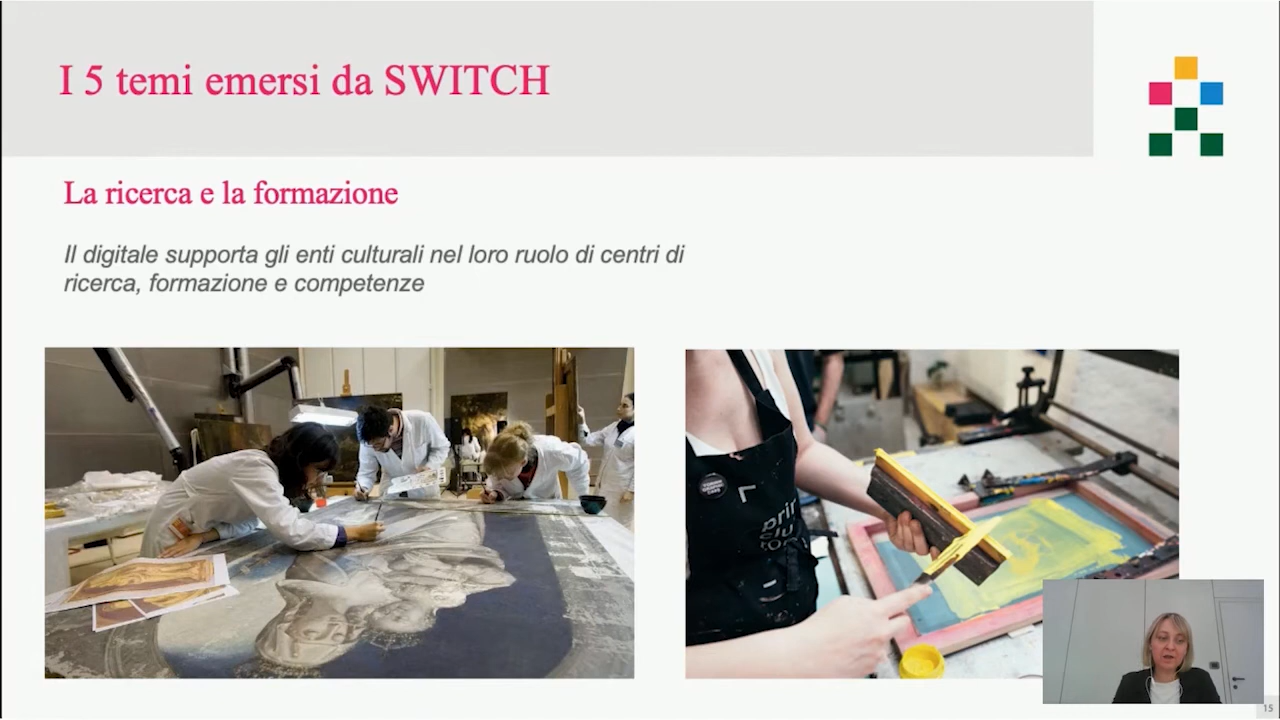 I 5 temi emersi da SWITCH
La ricerca e la formazione
Il digitale supporta gli enti culturali nel loro ruolo di centri di
ricerca, formazione e competenze
15